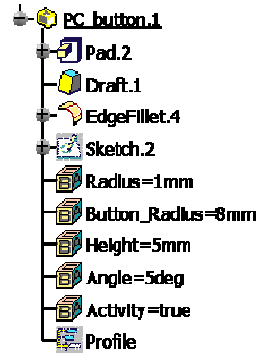 PC_button.1
Pad.2
Draft.1
EdgeFillet.4
Sketch.2
Radius=1mm
Button_Radius=8mm
Height=5mm
Angle=5deg
Activity=true
Profile